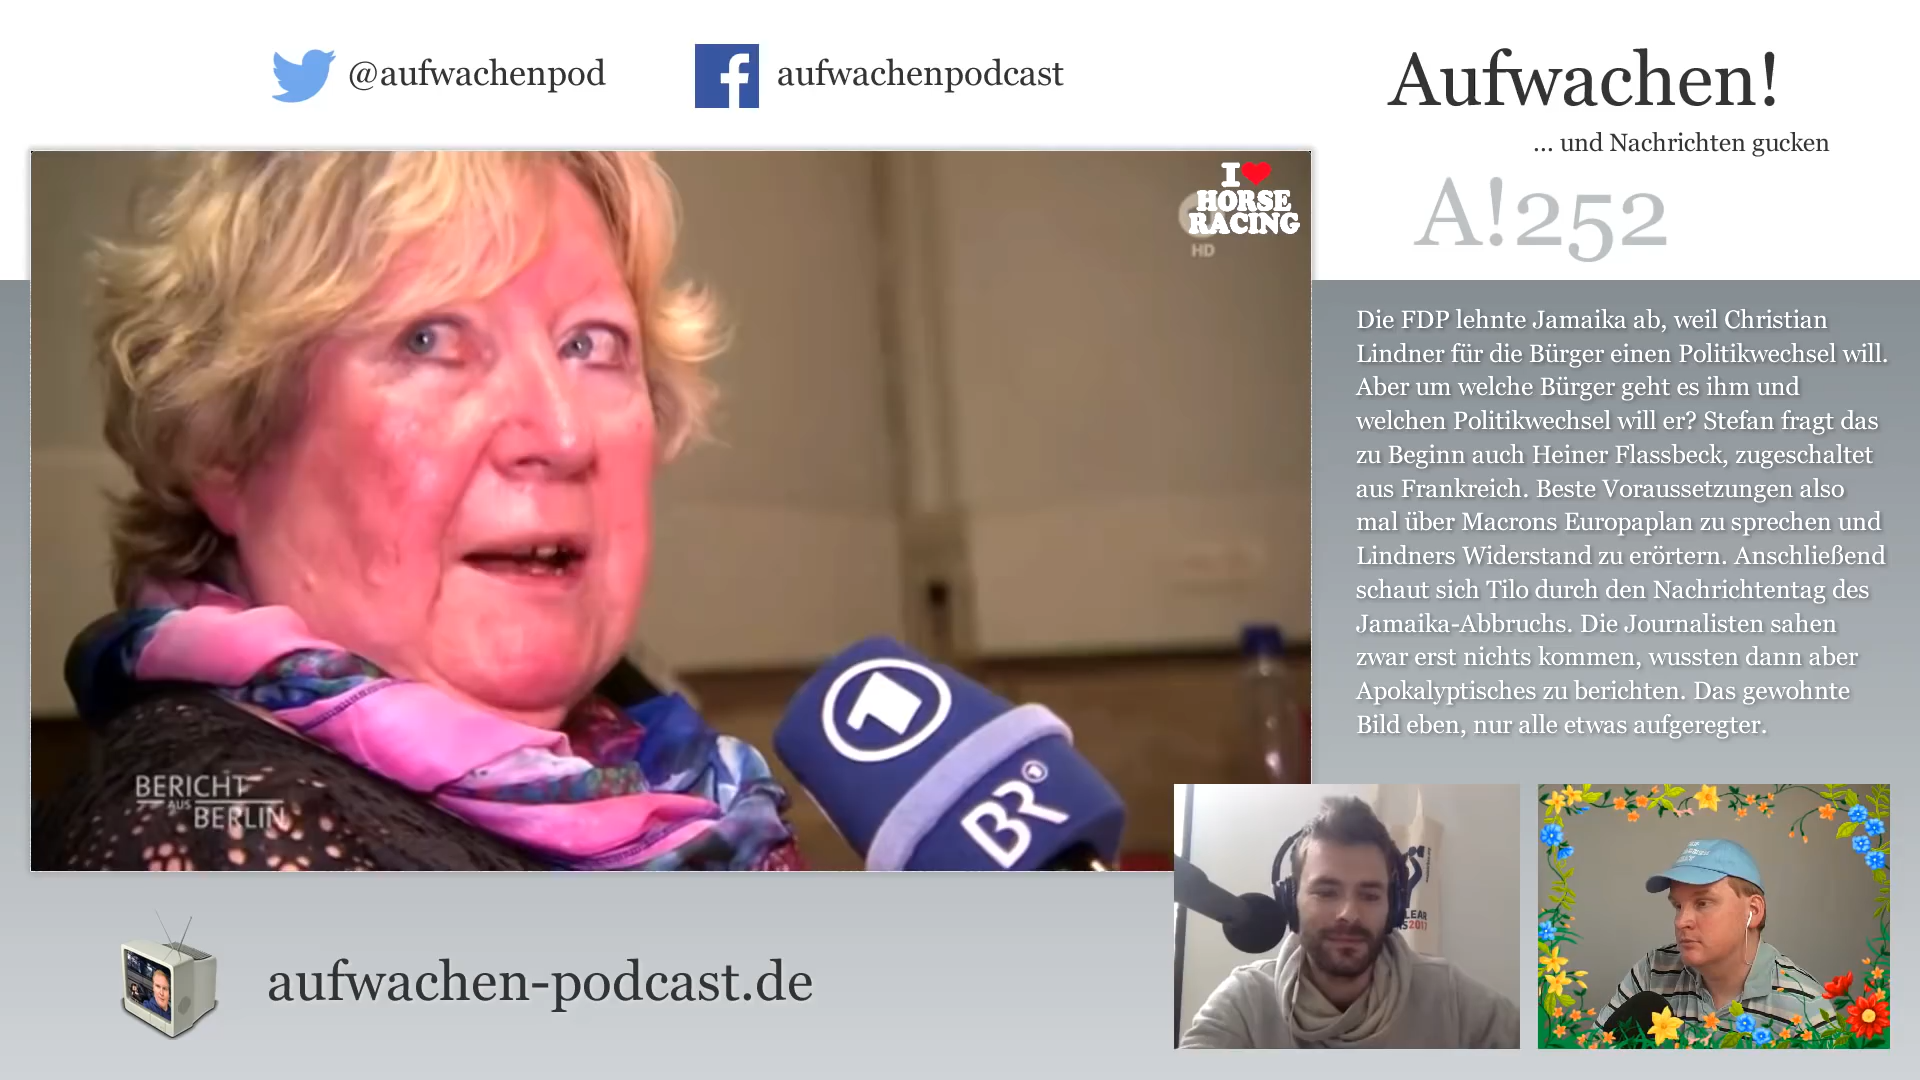 @aufwachenpod
aufwachenpodcast
Aufwachen!
... und Nachrichten gucken
A!252
I
HORSE
RACING
HD
Die FDP lehnte Jamaika ab, weil Christian
Lindner für die Bürger einen Politikwechsel will.
Aber um welche Bürger geht es ihm und
welchen Politikwechsel will er? Stefan fragt das
zu Beginn auch Heiner Flassbeck, zugeschaltet
aus Frankreich. Beste Voraussetzungen also
mal über Macrons Europaplan zu sprechen und
Lindners Widerstand zu erörtern. Anschließend
schaut sich Tilo durch den Nachrichtentag des
Jamaika-Abbruchs. Die Journalisten sahen
zwar erst nichts kommen, wussten dann aber
Apokalyptisches zu berichten. Das gewohnte
Bild eben, nur alle etwas aufgeregter.
BERICHT
AUS
BERLIN
1
BR
aufwachen-podcast.de